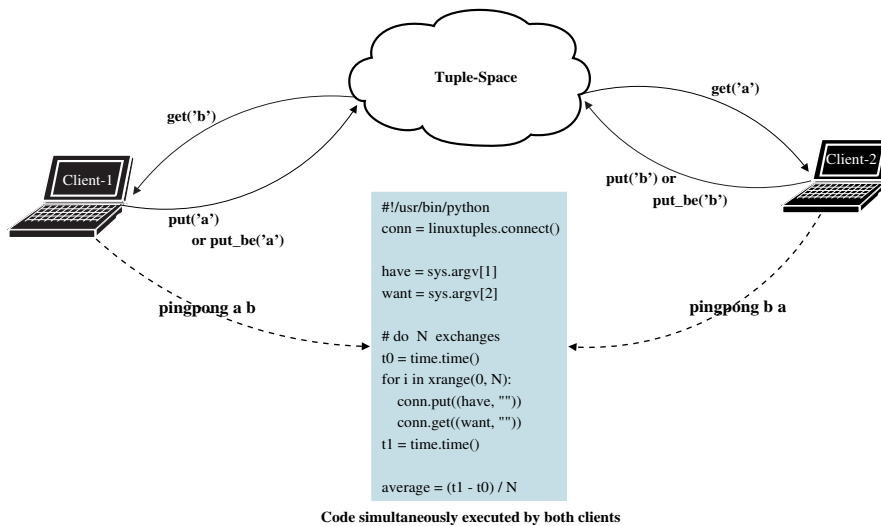 Tuple-Space
get('b')
get('a')
Client-1
Client-2
put('a')
or put_be('a')
put('b') or
put_be('b')
pingpong a b
pingpong b a
#!/usr/bin/python
conn = linuxtuples.connect()
have = sys.argv[1]
want = sys.argv[2]
# do N exchanges
t0 = time.time()
for i in xrange(0, N):
conn.put((have, ""))
conn.get((want, ""))
t1 = time.time()
average = (t1 - t0) / N
Code simultaneously executed by both clients